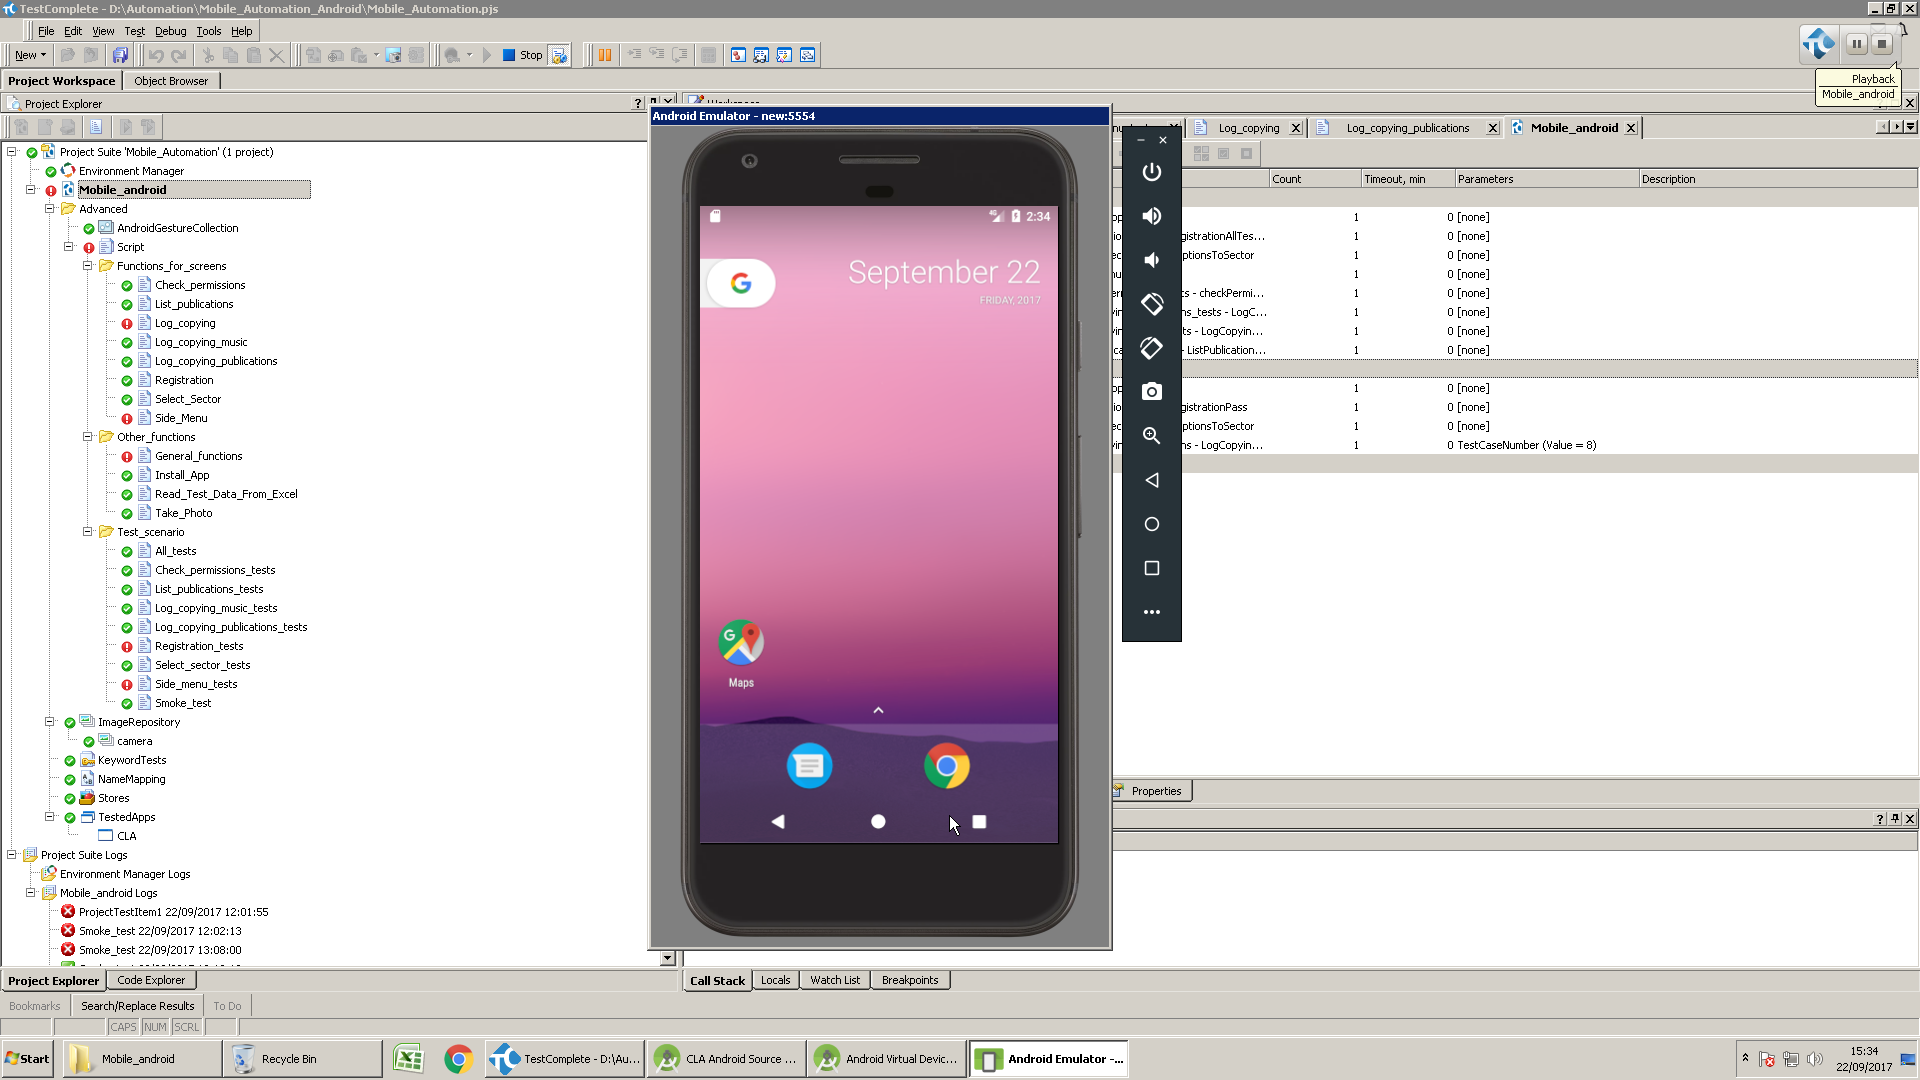 TestComplete - D:\Automation\Mobile_Automation_Android\Mobile_Automation.pjs
File Edit View Test Debug Tools Help
New Stop
Playback
Mobile_android
Project Workspace Object Browser
Project Explorer
Android Emulator - new:5554
Log_copying Log_copying_publications Mobile_android
Count Timeout, min Parameters Description
Project Suite 'Mobile_Automation' (1 project)
Environment Manager
Mobile_android
Advanced
AndroidGestureCollection
Script
Functions_for_screens
Check_permissions
List_publications
Log_copying
Log_copying_music
Log_copying_publications
Registration
Select_Sector
Side_Menu
Other_functions
General_functions
Install_App
Read_Test_Data_From_Excel
Take_Photo
Test_scenario
All_tests
Check_permissions_tests
List_publications_tests
Log_copying_music_tests
Log_copying_publications_tests
Registration_tests
Select_sector_tests
Side_menu_tests
Smoke_test
ImageRepository
camera
KeywordTests
NameMapping
Stores
TestedApps
CLA
Project Suite Logs
Environment Manager Logs
Mobile_android Logs
ProjectTestItem1 22/09/2017 12:01:55
Smoke_test 22/09/2017 12:02:13
Smoke_test 22/09/2017 13:08:00
2:34
G
September 22
FRIDAY, 2017
Maps
1 0 [none]
gistrationAllTes... 1 0 [none]
ptionsToSector 1 0 [none]
1 0 [none]
ts - checkPermi... 1 0 [none]
ns_tests - LogC... 1 0 [none]
ts - LogCopyin... 1 0 [none]
- ListPublication... 1 0 [none]
1 0 [none]
gistrationPass 1 0 [none]
ptionsToSector 1 0 [none]
ns - LogCopyin... 1 0 TestCaseNumber (Value = 8)
Properties
Project Explorer Code Explorer
Call Stack Locals Watch List Breakpoints
Bookmarks Search/Replace Results To Do
CAPS NUM SCRL
Start Mobile_android Recycle Bin TestComplete - D:\Au... CLA Android Source ... Android Virtual Devic... Android Emulator -...
15:34
22/09/2017